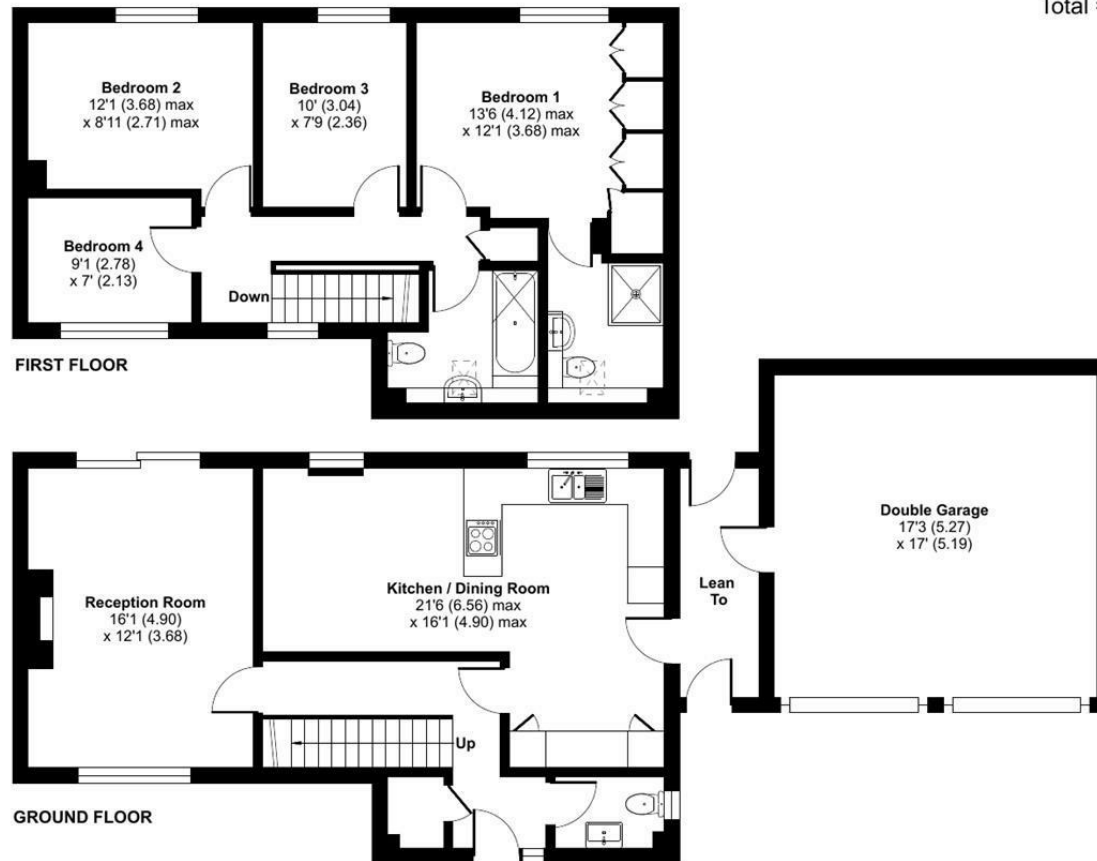 Total
Bedroom 2
12'1 (3.68) max
x 8'11 (2.71) max
Bedroom 3
10' (3.04)
x 7'9 (2.36)
Bedroom 1
13'6 (4.12) max
x 12'1 (3.68) max
Bedroom 4
9'1 (2.78)
x 7' (2.13)
Down
FIRST FLOOR
Double Garage
17'3 (5.27)
x 17' (5.19)
Kitchen / Dining Room
21'6 (6.56) max
x 16'1 (4.90) max
Lean
To
Reception Room
16'1 (4.90)
x 12'1 (3.68)
Up
GROUND FLOOR